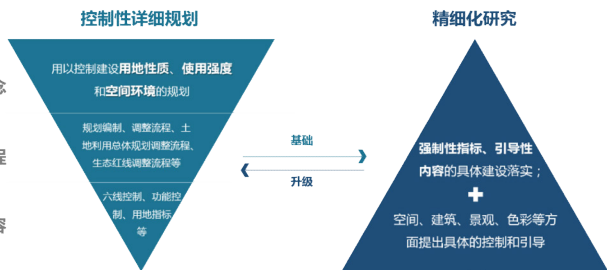 控制性详细规划
精细化研究
用以控制建设用地性质、使用强度
和空间环境的规划
念
规划编制、调整流程、土
地利用总体规划调整流程、
生态红线调整流程等
程
六线控制、功能控
制、用地指标
等
容
基础
升级
强制性指标、引导性
内容的具体建设落实；
+
空间、建筑、景观、色彩等方
面提出具体的控制和引导